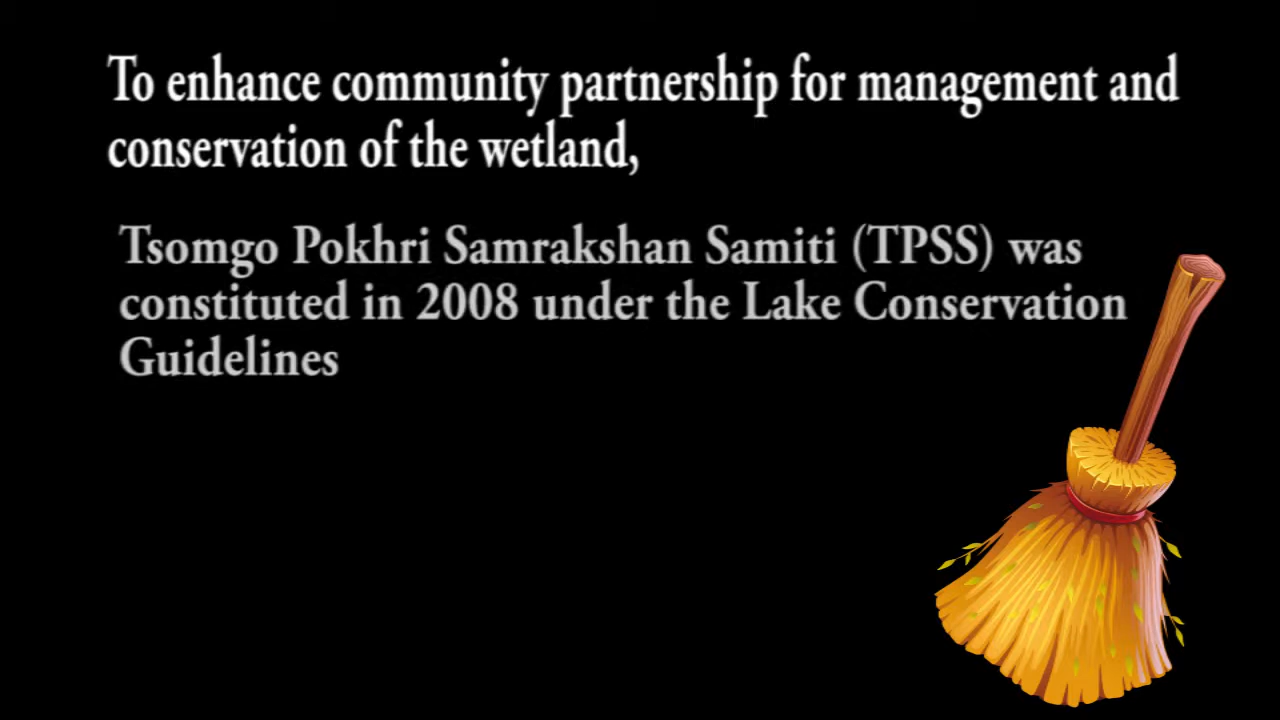 To enhance community partnership for management and
conservation of the wetland,
Tsomgo Pokhri Samrakshan Samiti (TPSS) was
constituted in 2008 under the Lake Conservation
Guidelines